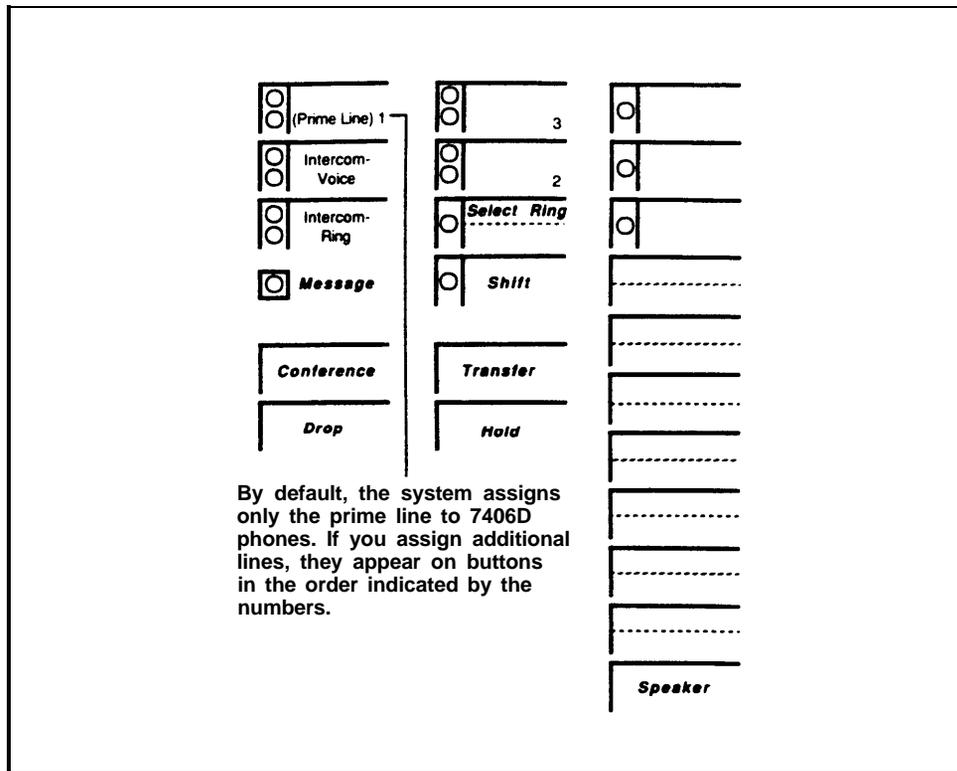 (Prime Line) 1
3
Intercom-
Voice
2
Intercom-
Ring
Select Ring
Message
Shift
Conference
Transfer
Drop
Hold
By default, the system assigns
only the prime line to 7406D
phones. If you assign additional
lines, they appear on buttons
in the order indicated by the
numbers.
Speaker